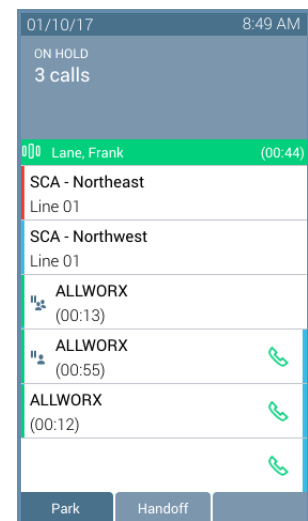 01/10/17 8:49 AM
ON HOLD
3 calls
Lane, Frank (00:44)
SCA - Northeast
Line 01
SCA - Northwest
Line 01
ALLWORX
(00:13)
ALLWORX
(00:55)
ALLWORX
(00:12)
Park Handoff